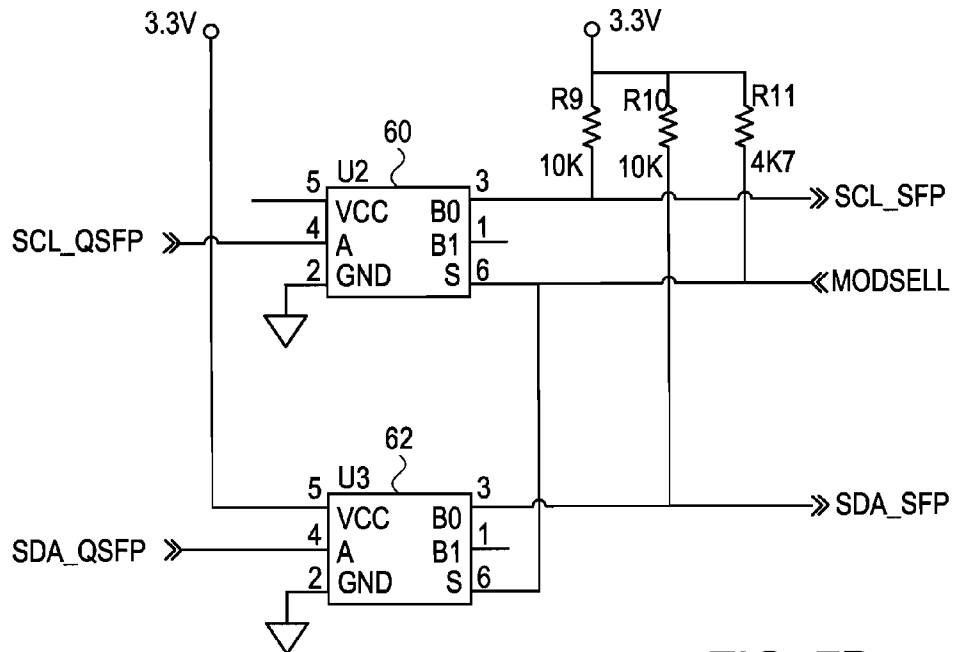 3.3V
3.3V
R9
R10
R11
10K
10K
4K7
60
U2
5
VCC
B0
3
SCL_SFP
SCL_QSFP
4
A
B1
1
2
GND
S
6
MODSELL
62
U3
5
VCC
B0
3
SDA_SFP
SDA_QSFP
4
A
B1
1
2
GND
S
6